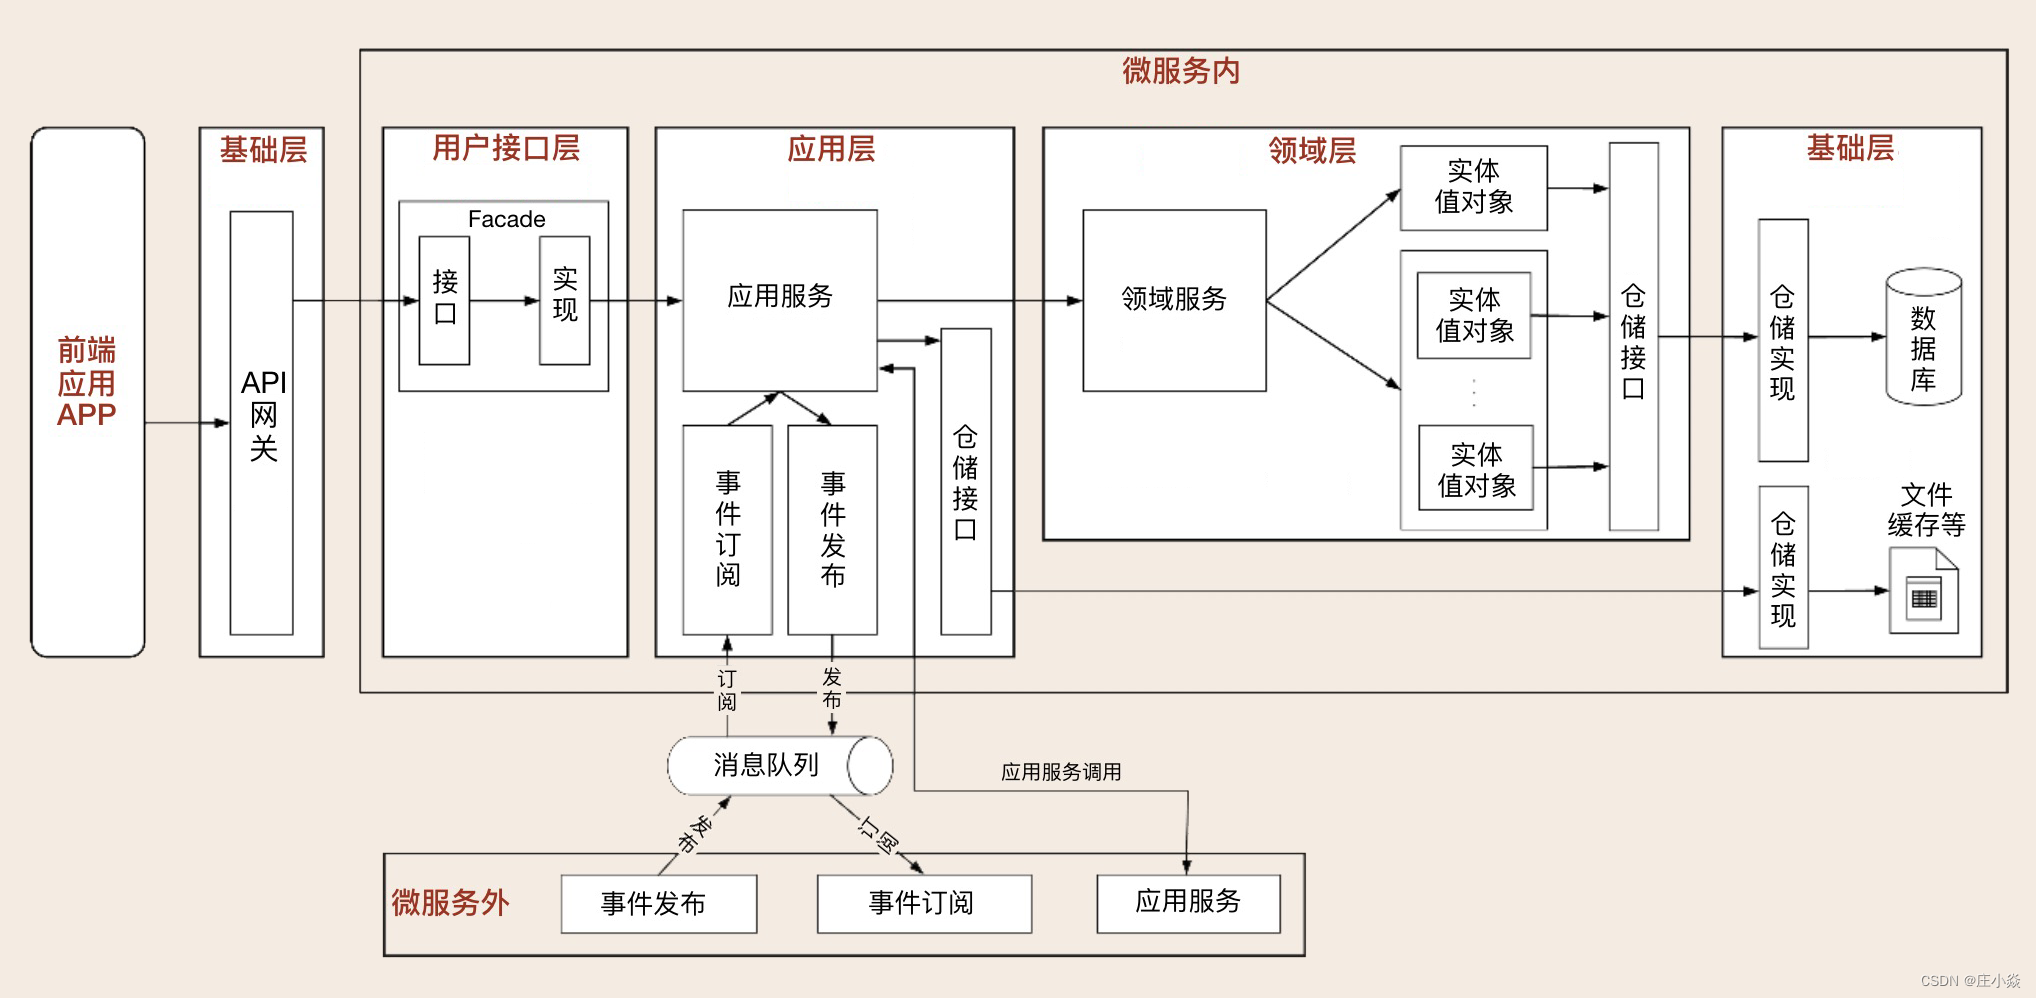 微服务内
前端
应用
APP
基础层
API
网
关
用户接口层
Facade
接
口
实
现
应用层
应用服务
事
件
订
阅
事
件
发
布
仓
储
接
口
领域层
领域服务
实体
值对象
实体
值对象
实体
值对象
仓
储
接
口
基础层
仓
储
实
现
数
据
库
仓
储
实
现
文件
缓存等
订
阅
发
布
消息队列
应用服务调用
发布
订阅
微服务外
事件发布
事件订阅
应用服务
CSDN @庄小焱